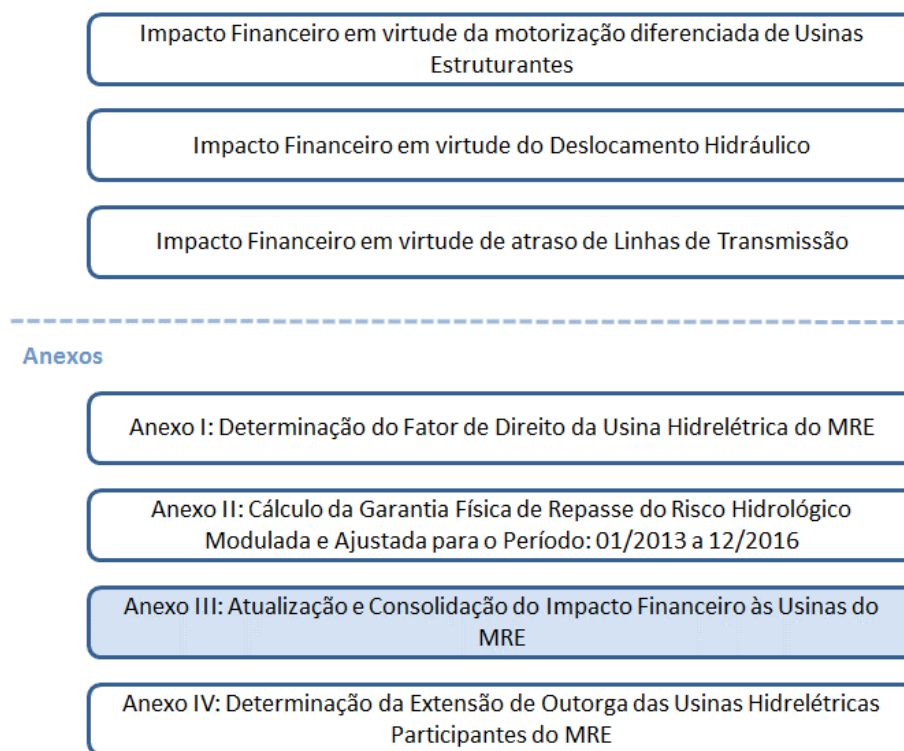 Impacto Financeiro em virtude da motorização diferenciada de Usinas
Estruturantes
Impacto Financeiro em virtude do Deslocamento Hidráulico
Impacto Financeiro em virtude de atraso de Linhas de Transmissão
Anexos
Anexo I: Determinação do Fator de Direito da Usina Hidrelétrica do MRE
Anexo II: Cálculo da Garantia Física de Repasse do Risco Hidrológico
Modulada e Ajustada para o Período: 01/2013 a 12/2016
Anexo III: Atualização e Consolidação do Impacto Financeiro às Usinas do
MRE
Anexo IV: Determinação da Extensão de Outorga das Usinas Hidrelétricas
Participantes do MRE